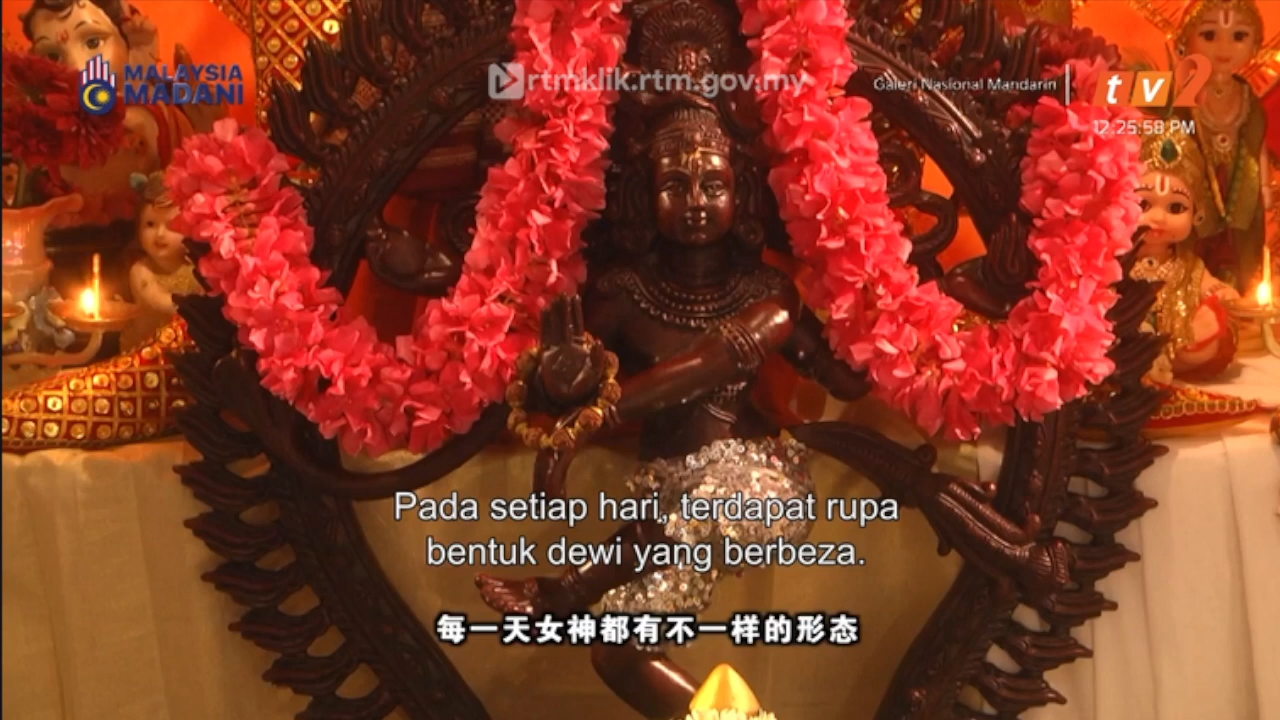 MALAYSIA
MADANI
rtmklik.rtm.gov.my
Galeri Nasional Mandarin
tv2
12:25:58 PM
Pada setiap hari, terdapat rupa
bentuk dewi yang berbeza.
每一天女神都有不一样的形态